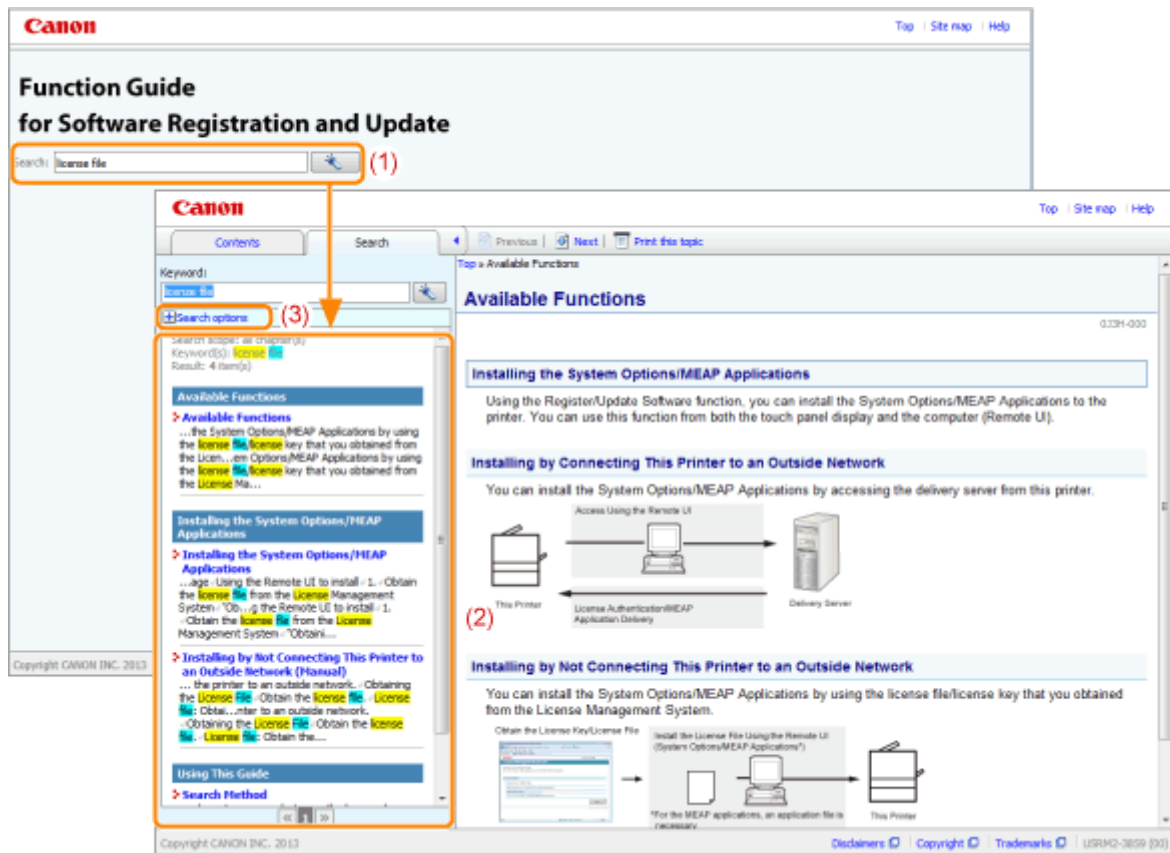 Canon
Top | Site map | Help
Function Guide
for Software Registration and Update
Search: license file
(1)
Canon
Top | Site map | Help
Contents
Search
Previous | Next | Print this topic
Keyword:
license file
Search options
(3)
Search scope: all chapter(s)
Keyword(s): license file
Result: 4 item(s)
Available Functions
Available Functions
...the System Options/MEAP Applications by using
the license file/license key that you obtained from
the Licen...em Options/MEAP Applications by using
the license file/license key that you obtained from
the License Ma...
Installing the System Options/MEAP
Applications
Installing the System Options/MEAP
Applications
...age - Using the Remote UI to install - 1. - Obtain
the license file from the License Management
System - "Ob...g the Remote UI to install - 1.
- Obtain the license file from the License
Management System - "Obtaini...
Installing by Not Connecting This Printer to
an Outside Network (Manual)
... the printer to an outside network. - Obtaining
the License File - Obtain the license file. - License
file: Obtai...nter to an outside network.
- Obtaining the License File - Obtain the license
file. - License file: Obtain the...
Using This Guide
Search Method
« 1 »
Top » Available Functions
Available Functions
0J3H-000
Installing the System Options/MEAP Applications
Using the Register/Update Software function, you can install the System Options/MEAP Applications to the
printer. You can use this function from both the touch panel display and the computer (Remote UI).
Installing by Connecting This Printer to an Outside Network
You can install the System Options/MEAP Applications by accessing the delivery server from this printer.
Access Using the Remote UI
This Printer
License Authentication/MEAP
Application Delivery
Delivery Server
(2)
Installing by Not Connecting This Printer to an Outside Network
You can install the System Options/MEAP Applications by using the license file/license key that you obtained
from the License Management System.
Obtain the License Key/License File
Install the License File Using the Remote UI
(System Options/MEAP Applications*)
*For the MEAP applications, an application file is
necessary.
This Printer
Copyright CANON INC. 2013
Copyright CANON INC. 2013
Disclaimers | Copyright | Trademarks | USRM2-3859 (00)